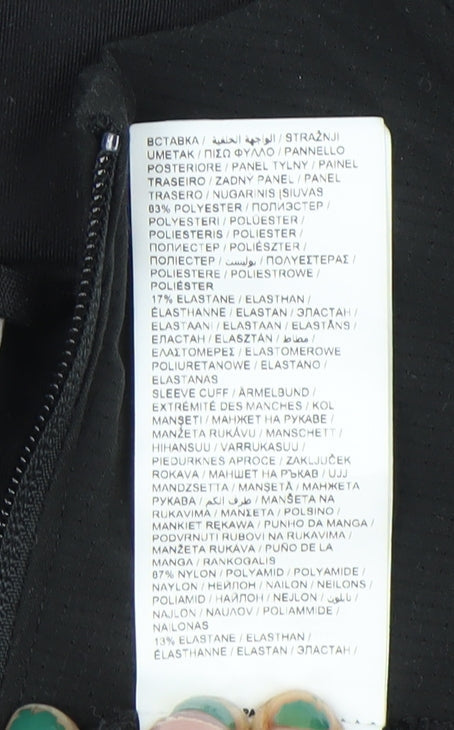 ВСТАВКА / الواجهة الخلفية / STRAŽNJI
UMETAK / ΠΙΣΩ ΦΥΛΛΟ / PANNELLO
POSTERIORE / PANEL TYLNY / PAINEL
TRASEIRO / ZADNÝ PANEL / PANEL
TRASERO / NUGARINIS ĮSIUVAS
83% POLYESTER / ПОЛИЭСТЕР /
POLYESTERI / POLÜESTER /
POLIESTERIS / POLIESTER /
ПОЛИЕСТЕР / POLIÉSZTER /
ПОЛІЕСТЕР / بوليستر / ΠΟΛΥΕΣΤΕΡΑΣ /
POLIESTERE / POLIESTROWE /
POLIÉSTER
17% ELASTANE / ELASTHAN /
ÉLASTHANNE / ELASTAN / ЭЛАСТАН /
ELASTAANI / ELASTAAN / ELASTĀNS /
ЕЛАСТАН / ELASZTÁN / مطاط /
ΕΛΑΣΤΟΜΕΡΕΣ / ELASTOMEROWE
POLIURETANOWE / ELASTANO /
ELASTANAS
SLEEVE CUFF / ÄRMELBUND /
EXTRÉMITÉ DES MANCHES / KOL
MANŞETİ / МАНЖЕТ НА РУКАВЕ /
MANŽETA RUKÁVU / MANSCHETT /
HIHANSUU / VARRUKASUU /
PIEDURKNES APROCE / ZAKLJUČEK
ROKAVA / МАНШЕТ НА РЪКАВ / UJJ
MANDZSETTA / MANŞETĂ / МАНЖЕТА
РУКАВА / طرف الكم / MANŠETA NA
RUKAVIMA / ΜΑΝΣΕΤΑ / POLSINO /
MANKIET RĘKAWA / PUNHO DA MANGA /
PODVRNUTI RUBOVI NA RUKAVIMA /
MANŽETA RUKÁVA / PUÑO DE LA
MANGA / RANKOGALIS
87% NYLON / POLYAMID / POLYAMIDE /
NAYLON / НЕЙЛОН / NAILON / NEILONS /
POLIAMID / НАЙЛОН / NEJLON / نايلون /
NAJLON / ΝΑΥΛΟΝ / POLIAMMIDE /
NAILONAS
13% ELASTANE / ELASTHAN /
ÉLASTHANNE / ELASTAN / ЭЛАСТАН /